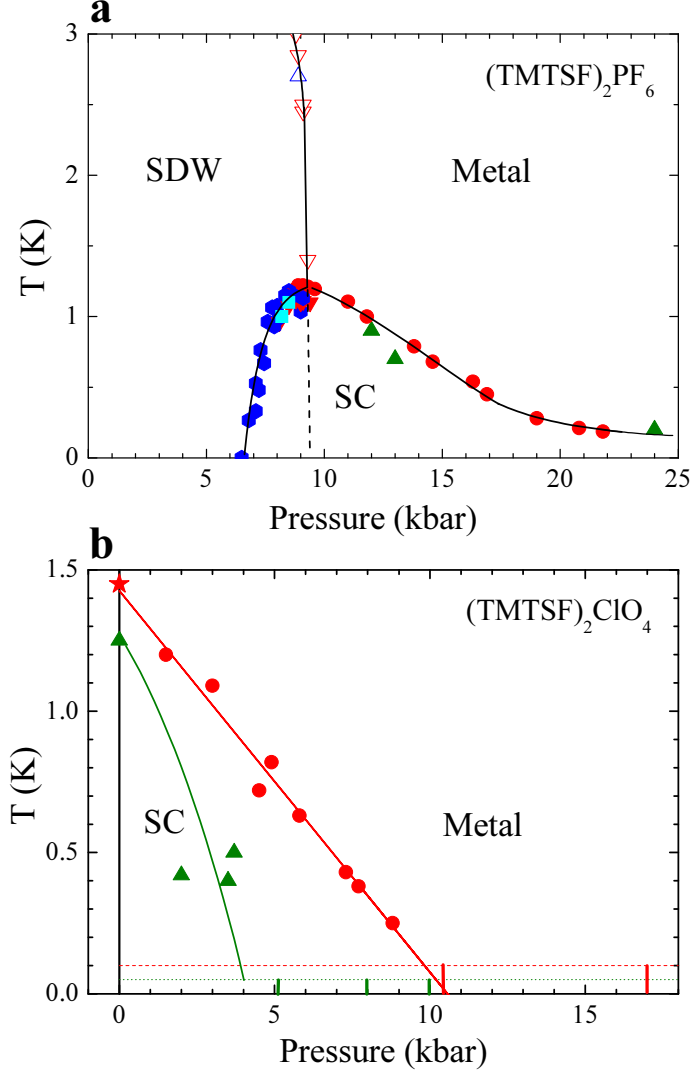 a
(TMTSF)₂PF₆
3
2
1
0
T (K)
SDW
Metal
SC
0 5 10 15 20 25
Pressure (kbar)
b
(TMTSF)₂ClO₄
1.5
1.0
0.5
0.0
T (K)
SC
Metal
0 5 10 15
Pressure (kbar)